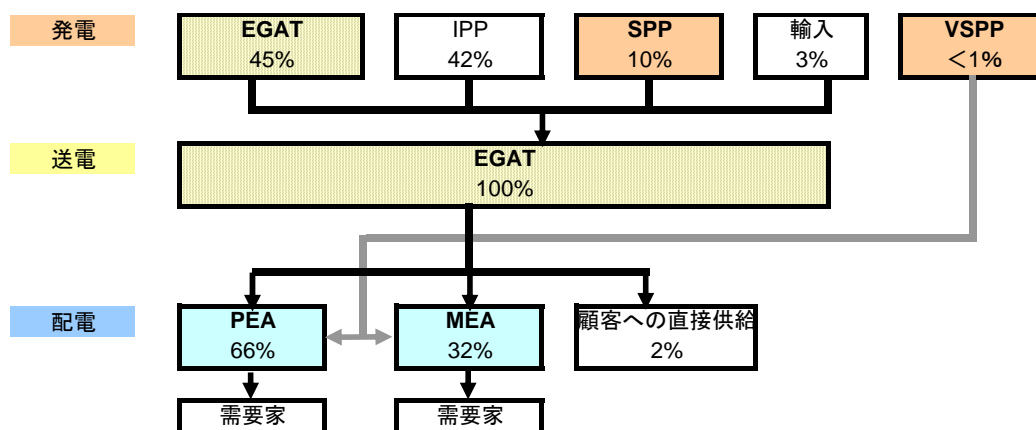 発電
EGAT
45%
IPP
42%
SPP
10%
輸入
3%
VSPP
<1%
送電
EGAT
100%
配電
PEA
66%
MEA
32%
顧客への直接供給
2%
需要家
需要家